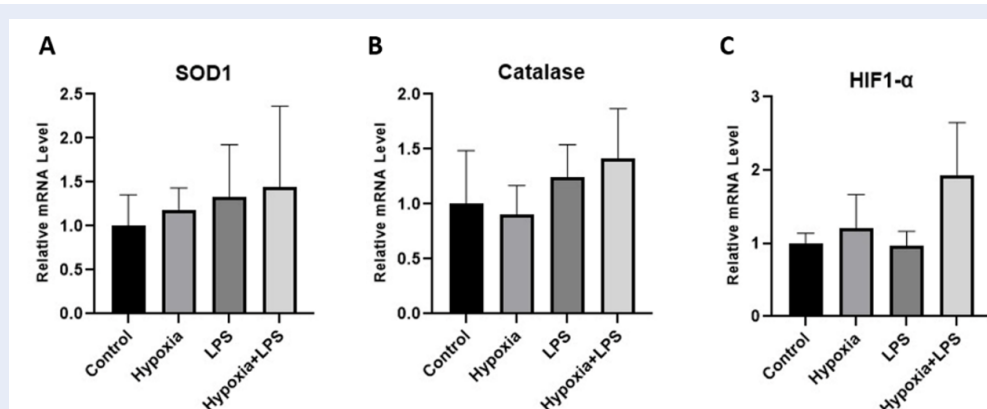 A
SOD1
Relative mRNA Level
2.5
2.0
1.5
1.0
0.5
0.0
Control
Hypoxia
LPS
Hypoxia+LPS
B
Catalase
Relative mRNA Level
2.0
1.5
1.0
0.5
0.0
Control
Hypoxia
LPS
Hypoxia+LPS
C
HIF1-α
Relative mRNA Level
3
2
1
0
Control
Hypoxia
LPS
Hypoxia+LPS